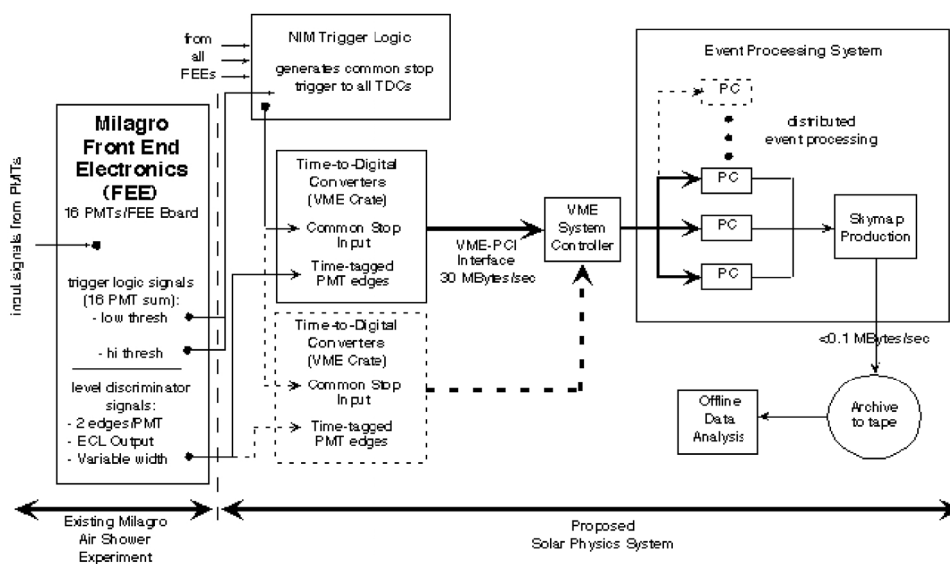 from
all
FEEs
NIM Trigger Logic
generates common stop
trigger to all TDCs
input signals from PMTs
Milagro
Front End
Electronics
(FEE)
16 PMTs/FEE Board
trigger logic signals
(16 PMT sum):
- low thresh
- hi thresh
level discriminator
signals:
- 2 edges/PMT
- ECL Output
- Variable width
Time-to-Digital
Converters
(VME Crate)
Common Stop
Input
Time-tagged
PMT edges
Time-to-Digital
Converters
(VME Crate)
Common Stop
Input
Time-tagged
PMT edges
VME-PCI
Interface
30 MBytes/sec
VME
System
Controller
Event Processing System
PC
distributed
event processing
PC
PC
PC
Skymap
Production
<0.1 MBytes/sec
Archive
to tape
Offline
Data
Analysis
Existing Milagro
Air Shower
Experiment
Proposed
Solar Physics System